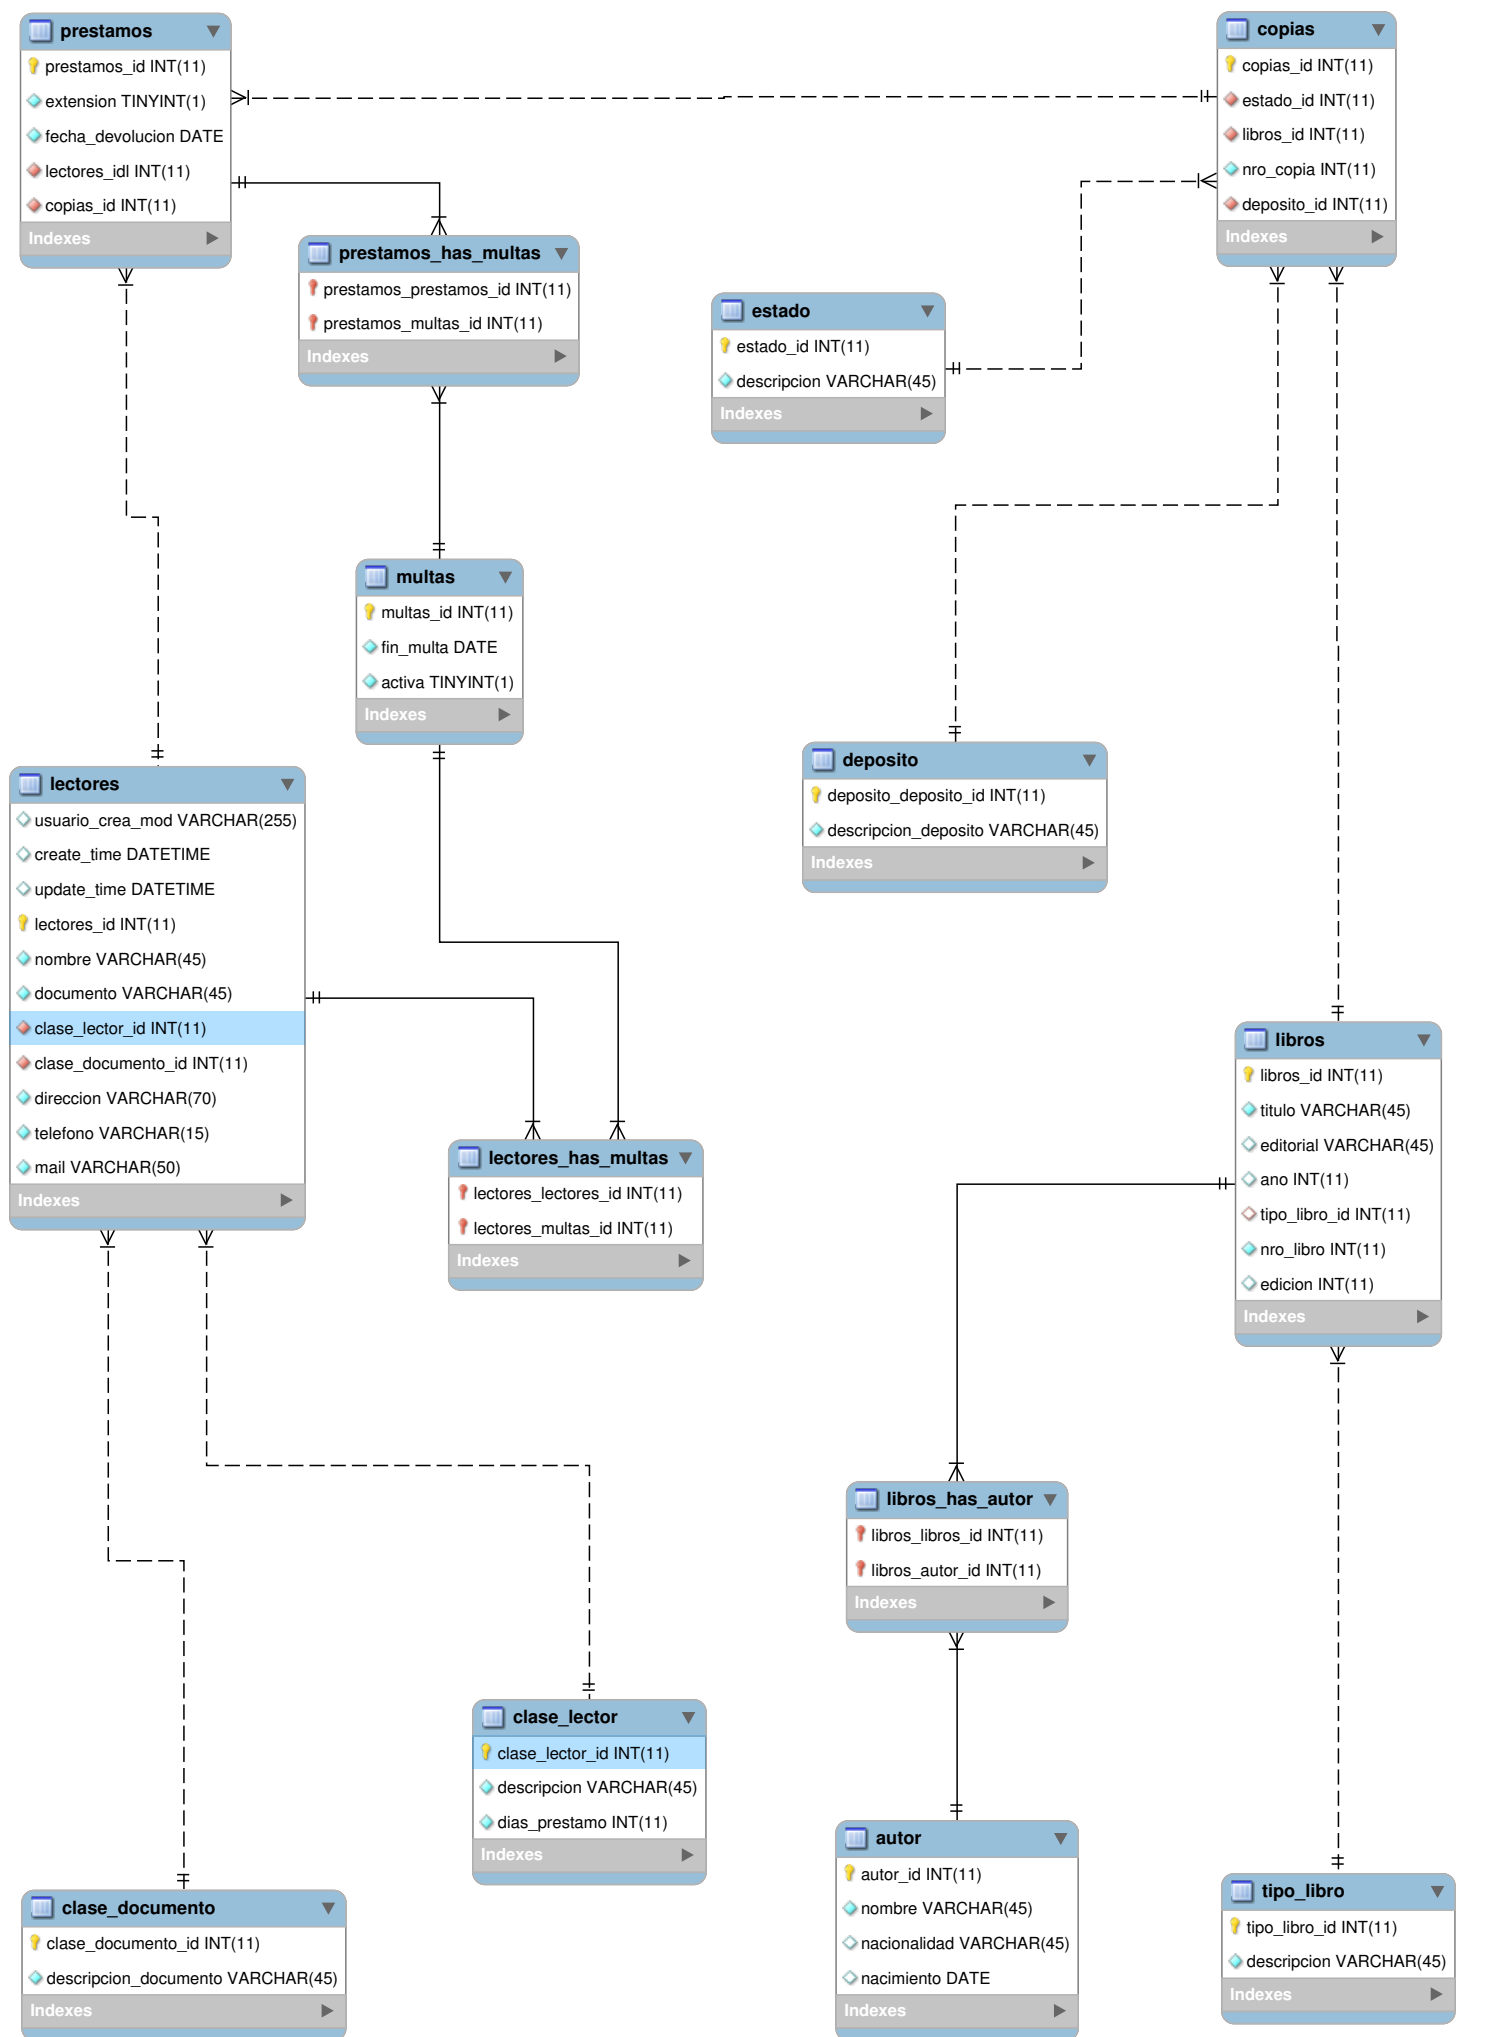 prestamos
prestamos_id INT(11)
extension TINYINT(1)
fecha_devolucion DATE
lectores_idl INT(11)
copias_id INT(11)
Indexes
copias
copias_id INT(11)
estado_id INT(11)
libros_id INT(11)
nro_copia INT(11)
deposito_id INT(11)
Indexes
prestamos_has_multas
prestamos_prestamos_id INT(11)
prestamos_multas_id INT(11)
Indexes
estado
estado_id INT(11)
descripcion VARCHAR(45)
Indexes
multas
multas_id INT(11)
fin_multa DATE
activa TINYINT(1)
Indexes
deposito
deposito_deposito_id INT(11)
descripcion_deposito VARCHAR(45)
Indexes
lectores
usuario_crea_mod VARCHAR(255)
create_time DATETIME
update_time DATETIME
lectores_id INT(11)
nombre VARCHAR(45)
documento VARCHAR(45)
clase_lector_id INT(11)
clase_documento_id INT(11)
direccion VARCHAR(70)
telefono VARCHAR(15)
mail VARCHAR(50)
Indexes
libros
libros_id INT(11)
titulo VARCHAR(45)
editorial VARCHAR(45)
ano INT(11)
tipo_libro_id INT(11)
nro_libro INT(11)
edicion INT(11)
Indexes
lectores_has_multas
lectores_lectores_id INT(11)
lectores_multas_id INT(11)
Indexes
libros_has_autor
libros_libros_id INT(11)
libros_autor_id INT(11)
Indexes
clase_lector
clase_lector_id INT(11)
descripcion VARCHAR(45)
dias_prestamo INT(11)
Indexes
autor
autor_id INT(11)
nombre VARCHAR(45)
nacionalidad VARCHAR(45)
nacimiento DATE
Indexes
tipo_libro
tipo_libro_id INT(11)
descripcion VARCHAR(45)
Indexes
clase_documento
clase_documento_id INT(11)
descripcion_documento VARCHAR(45)
Indexes